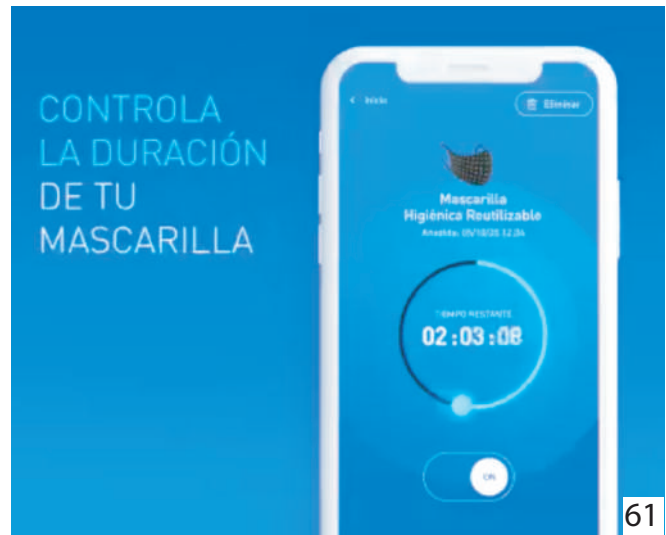 CONTROLA
LA DURACIÓN
DE TU
MASCARILLA
< Inicio
Eliminar
Mascarilla
Higiénica Reutilizable
TIEMPO RESTANTE
02:03:08
ON
61